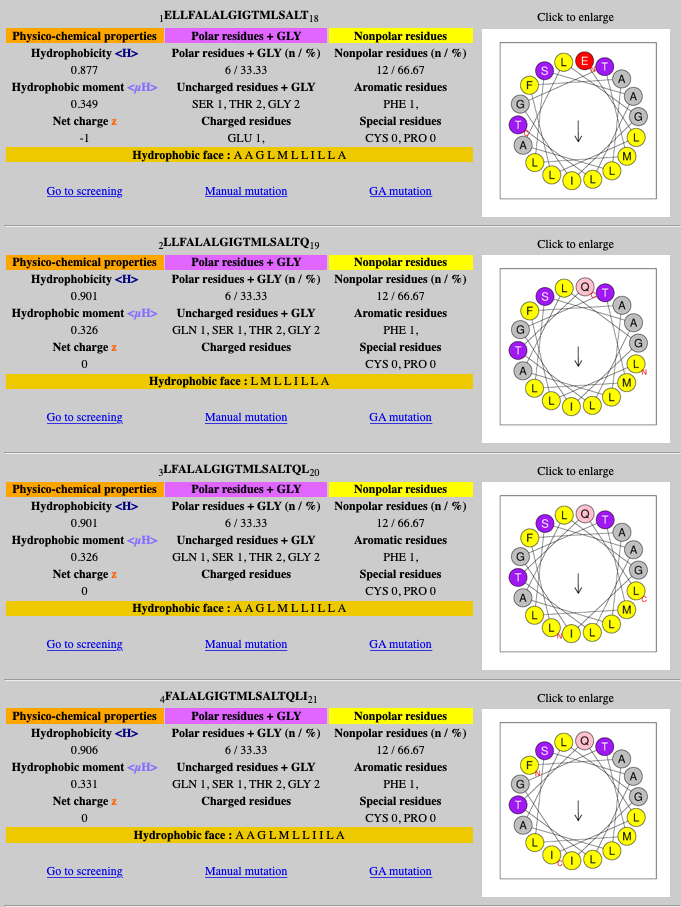 1ELLFALALGIGTMLSALT18
Click to enlarge
Physico-chemical properties Polar residues + GLY Nonpolar residues
Hydrophobicity <H> Polar residues + GLY (n / %) Nonpolar residues (n / %)
0.877 6 / 33.33 12 / 66.67
Hydrophobic moment <μH> Uncharged residues + GLY Aromatic residues
0.349 SER 1, THR 2, GLY 2 PHE 1,
Net charge z Charged residues Special residues
-1 GLU 1, CYS 0, PRO 0
Hydrophobic face : A A G L M L L I L L A
Go to screening Manual mutation GA mutation
E T A A G L M L L I L L A T G F S L
2LLFALALGIGTMLSALTQ19
Click to enlarge
Physico-chemical properties Polar residues + GLY Nonpolar residues
Hydrophobicity <H> Polar residues + GLY (n / %) Nonpolar residues (n / %)
0.901 6 / 33.33 12 / 66.67
Hydrophobic moment <μH> Uncharged residues + GLY Aromatic residues
0.326 GLN 1, SER 1, THR 2, GLY 2 PHE 1,
Net charge z Charged residues Special residues
0 CYS 0, PRO 0
Hydrophobic face : L M L L I L L A
Go to screening Manual mutation GA mutation
Q T A A G L N M L L I L L A T G F S L
3LFALALGIGTMLSALTQL20
Click to enlarge
Physico-chemical properties Polar residues + GLY Nonpolar residues
Hydrophobicity <H> Polar residues + GLY (n / %) Nonpolar residues (n / %)
0.901 6 / 33.33 12 / 66.67
Hydrophobic moment <μH> Uncharged residues + GLY Aromatic residues
0.326 GLN 1, SER 1, THR 2, GLY 2 PHE 1,
Net charge z Charged residues Special residues
0 CYS 0, PRO 0
Hydrophobic face : A A G L M L L I L L A
Go to screening Manual mutation GA mutation
Q T A A G L C M L L I L N L A T G F S L
4FALALGIGTMLSALTQLI21
Click to enlarge
Physico-chemical properties Polar residues + GLY Nonpolar residues
Hydrophobicity <H> Polar residues + GLY (n / %) Nonpolar residues (n / %)
0.906 6 / 33.33 12 / 66.67
Hydrophobic moment <μH> Uncharged residues + GLY Aromatic residues
0.331 GLN 1, SER 1, THR 2, GLY 2 PHE 1,
Net charge z Charged residues Special residues
0 CYS 0, PRO 0
Hydrophobic face : A A G L M L L I I L A
Go to screening Manual mutation GA mutation
Q T A A G L M L L I I C L A T G F N S L